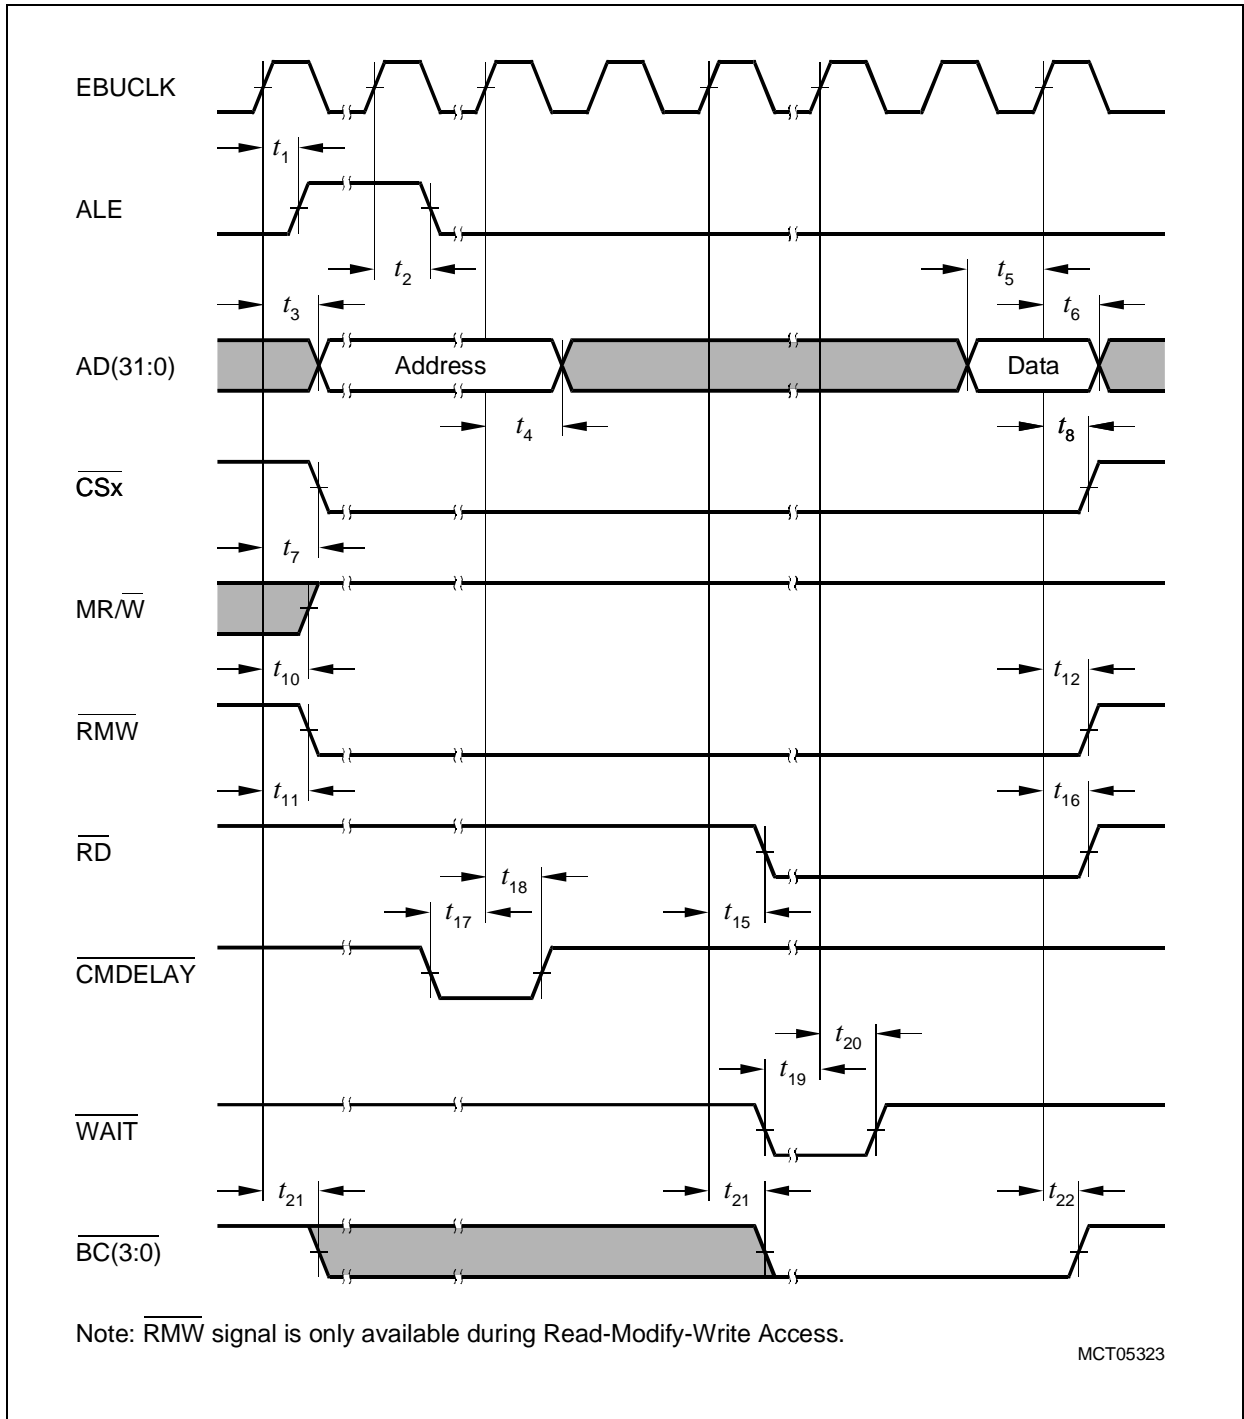 EBUCLK
t1
ALE
t2
t5
t3
t6
AD(31:0)
Address
Data
t4
t8
CSx
t7
MR/W
t10
t12
RMW
t11
t16
RD
t18
t17
t15
CMDELAY
t20
t19
WAIT
t21
t21
t22
BC(3:0)
Note: RMW signal is only available during Read-Modify-Write Access.
MCT05323